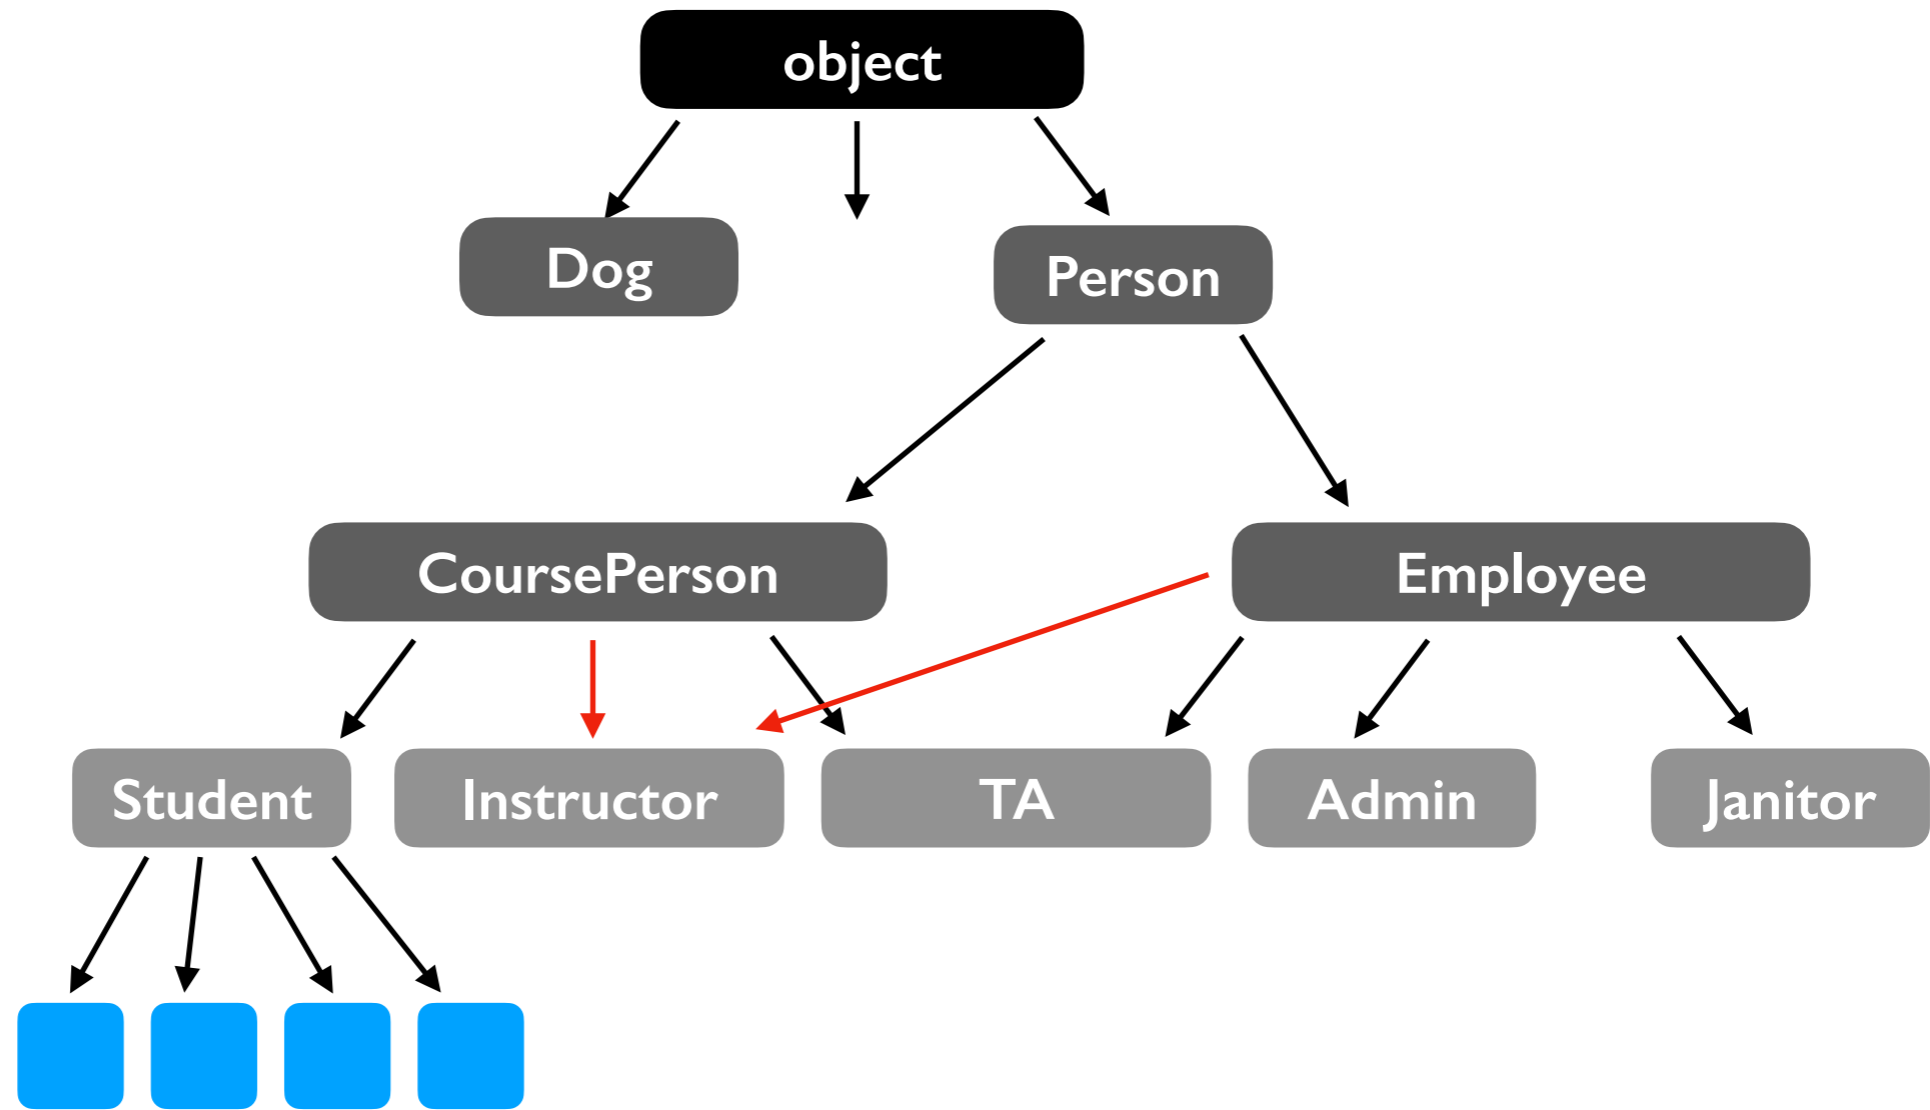 object
Dog
Person
CoursePerson
Employee
Student
Instructor
TA
Admin
Janitor